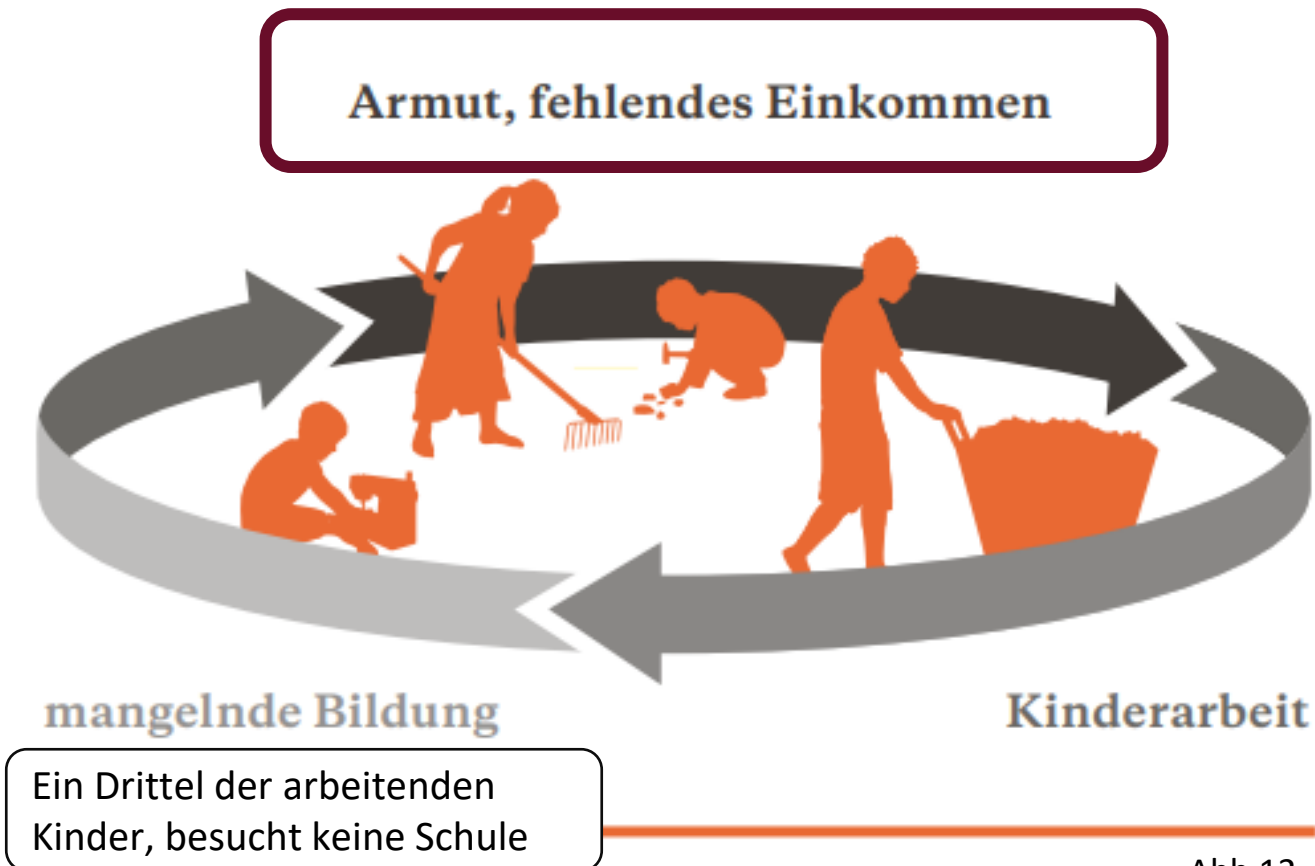 Armut, fehlendes Einkommen
mangelnde Bildung
Kinderarbeit
Ein Drittel der arbeitenden
Kinder, besucht keine Schule